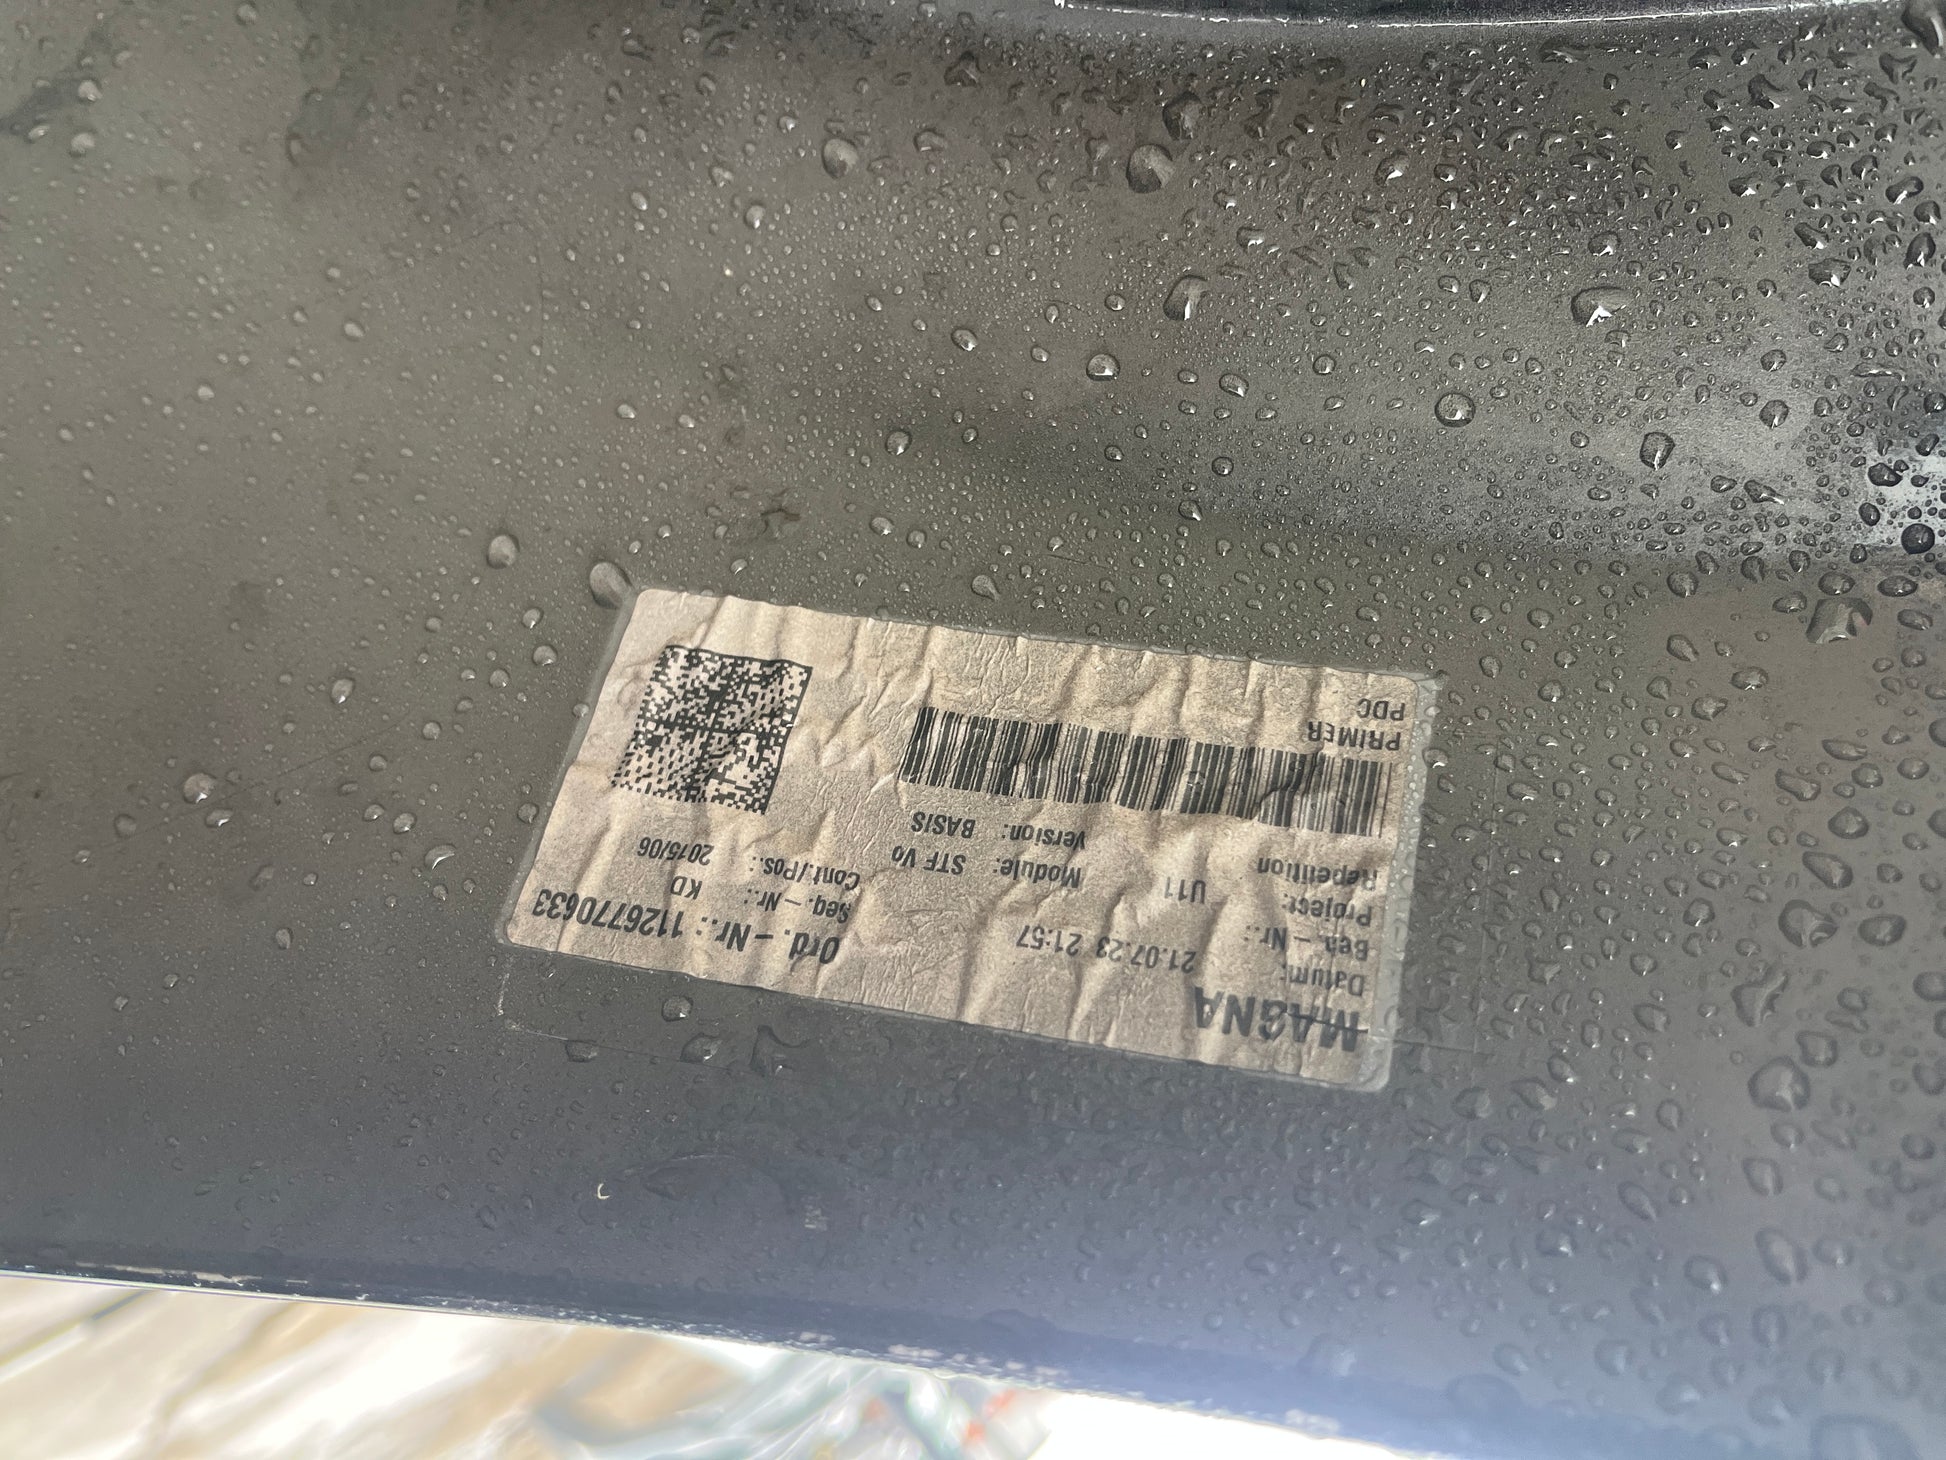 MAGNA
Datum: 21.07.23 21:57
Beh.-Nr.:
Project: U11
Repetition
Module: STF Vo
Version: BASIS
PRIMER
PDC
Ord.-Nr.: 1126770633
Seq.-Nr.: KD
Cont./Pos.: 2015/06